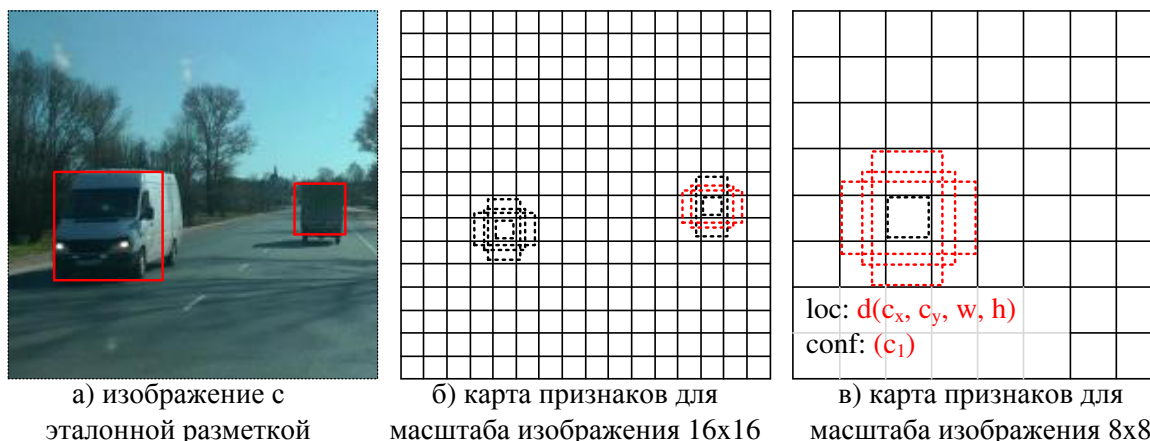 loc: d(cx, cy, w, h)
conf: (c1)
а) изображение с
эталонной разметкой
б) карта признаков для
масштаба изображения 16x16
в) карта признаков для
масштаба изображения 8x8